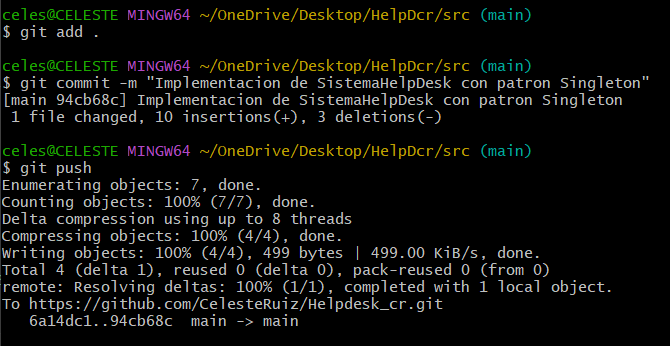 celes@CELESTE MINGW64 ~/OneDrive/Desktop/HelpDcr/src (main)
$ git add .
celes@CELESTE MINGW64 ~/OneDrive/Desktop/HelpDcr/src (main)
$ git commit -m "Implementacion de SistemaHelpDesk con patron Singleton"
[main 94cb68c] Implementacion de SistemaHelpDesk con patron Singleton
 1 file changed, 10 insertions(+), 3 deletions(-)
celes@CELESTE MINGW64 ~/OneDrive/Desktop/HelpDcr/src (main)
$ git push
Enumerating objects: 7, done.
Counting objects: 100% (7/7), done.
Delta compression using up to 8 threads
Compressing objects: 100% (4/4), done.
Writing objects: 100% (4/4), 499 bytes | 499.00 KiB/s, done.
Total 4 (delta 1), reused 0 (delta 0), pack-reused 0 (from 0)
remote: Resolving deltas: 100% (1/1), completed with 1 local object.
To https://github.com/CelesteRuiz/Helpdesk_cr.git
   6a14dc1..94cb68c  main -> main